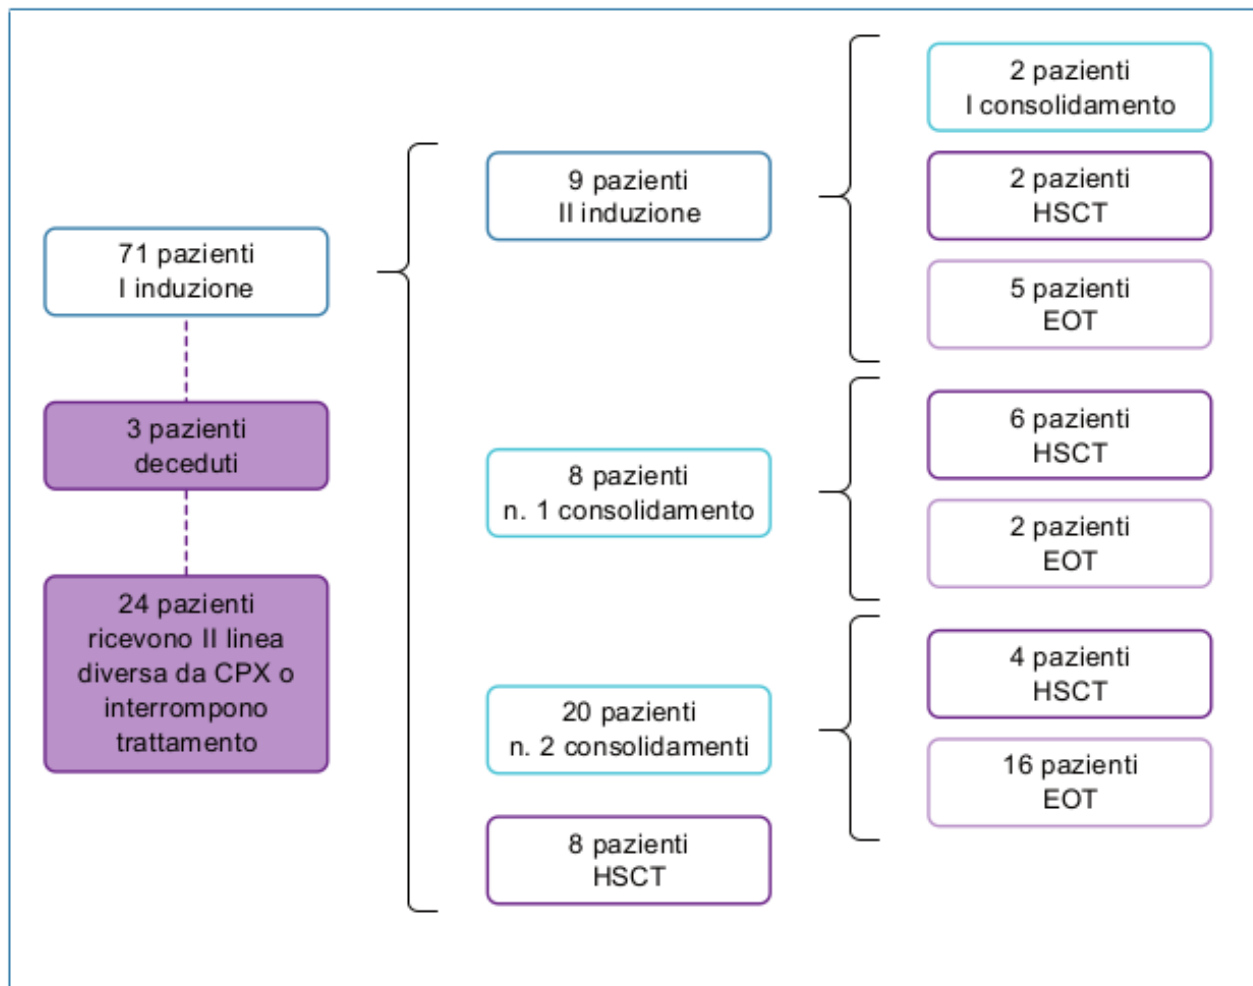 71 pazienti
I induzione
3 pazienti
deceduti
24 pazienti
ricevono II linea
diversa da CPX o
interrompono
trattamento
9 pazienti
II induzione
8 pazienti
n. 1 consolidamento
20 pazienti
n. 2 consolidamenti
8 pazienti
HSCT
2 pazienti
I consolidamento
2 pazienti
HSCT
5 pazienti
EOT
6 pazienti
HSCT
2 pazienti
EOT
4 pazienti
HSCT
16 pazienti
EOT